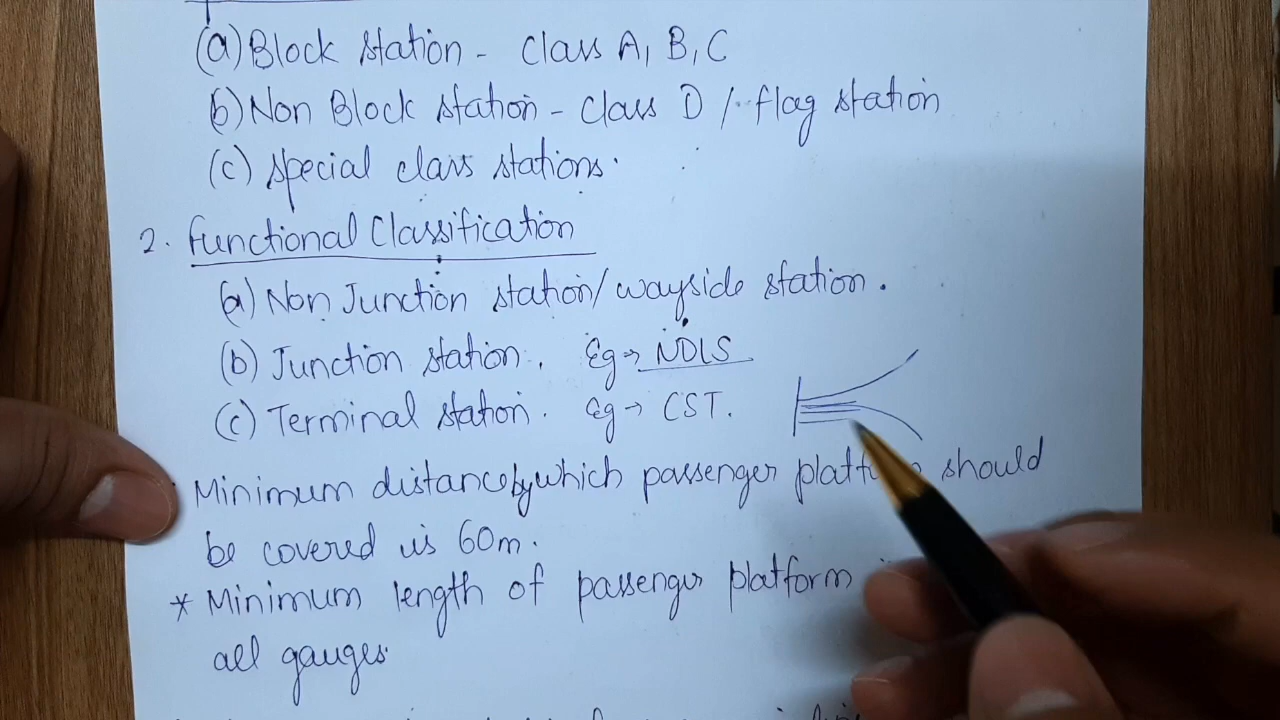 (a) Block station - Class A, B, C
(b) Non Block station - Class D / flag station
(c) special class stations.
2. Functional Classification
(a) Non Junction station/wayside station.
(b) Junction station. Eg→ NDLS
(c) Terminal station. Eg→ CST.
Minimum distance by which passenger should
be covered is 60m.
* Minimum length of passenger platform
all gauges